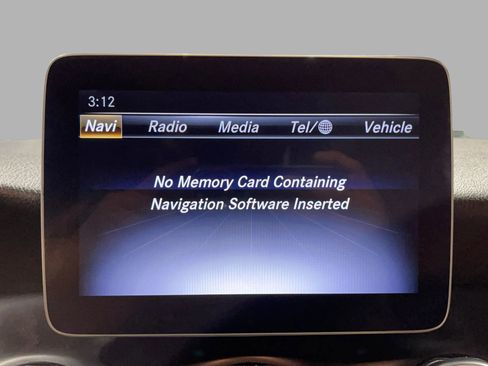 3:12
Navi Radio Media Tel/ Vehicle
No Memory Card Containing
Navigation Software Inserted